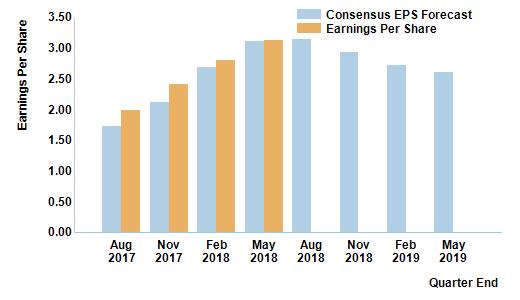 Consensus EPS Forecast
Earnings Per Share
Earnings Per Share
3.50
3.00
2.50
2.00
1.50
1.00
0.50
0.00
Aug Nov Feb May Aug Nov Feb May
2017 2017 2018 2018 2018 2018 2019 2019
Quarter End